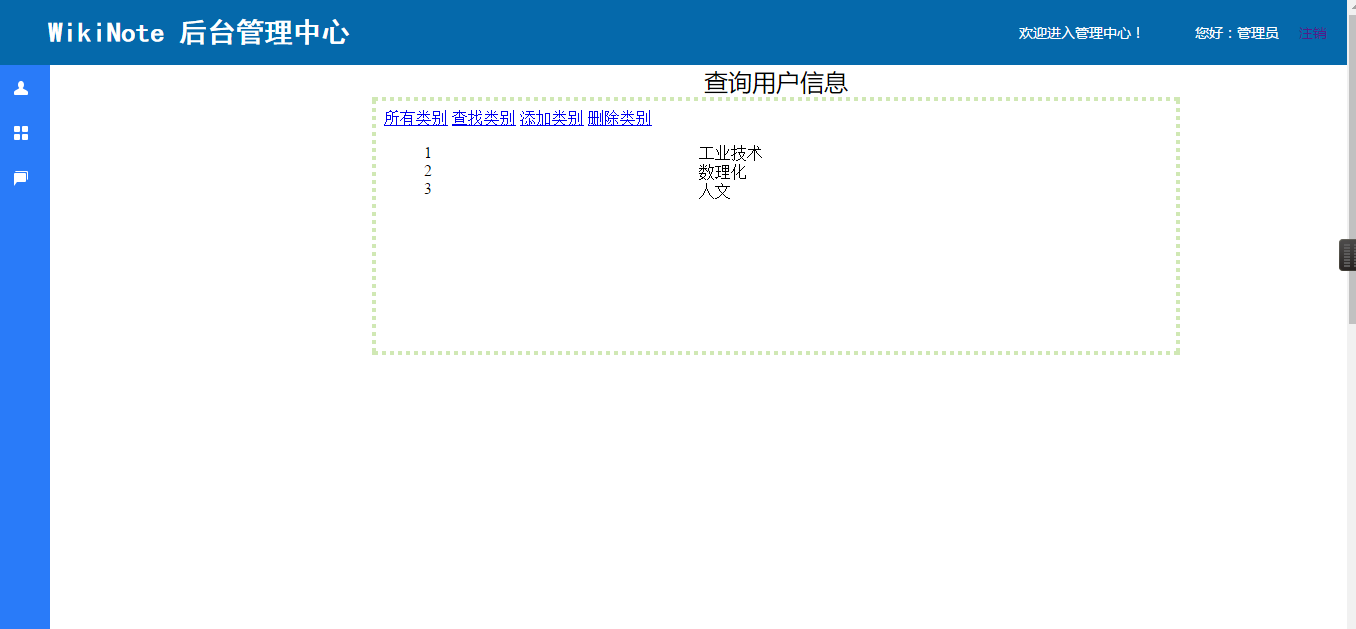 WikiNote 后台管理中心
欢迎进入管理中心！ 您好：管理员 注销
查询用户信息
所有类别 查找类别 添加类别 删除类别
1 工业技术
2 数理化
3 人文